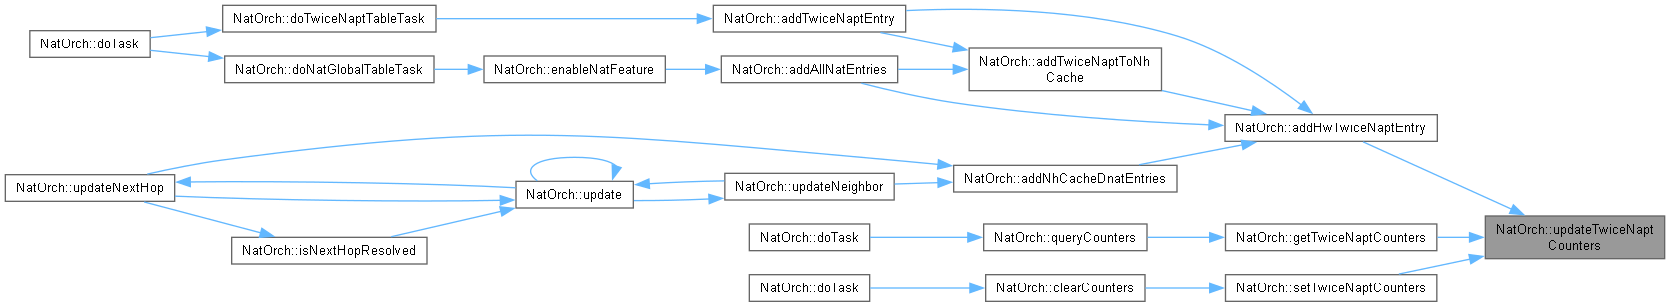 NatOrch::doTwiceNaptTableTask
NatOrch::addTwiceNaptEntry
NatOrch::doTask
NatOrch::doNatGlobalTableTask
NatOrch::enableNatFeature
NatOrch::addAllNatEntries
NatOrch::addTwiceNaptToNh
Cache
NatOrch::addHwTwiceNaptEntry
NatOrch::updateNextHop
NatOrch::update
NatOrch::updateNeighbor
NatOrch::addNhCacheDnatEntries
NatOrch::isNextHopResolved
NatOrch::doTask
NatOrch::queryCounters
NatOrch::getTwiceNaptCounters
NatOrch::updateTwiceNapt
Counters
NatOrch::doTask
NatOrch::clearCounters
NatOrch::setTwiceNaptCounters